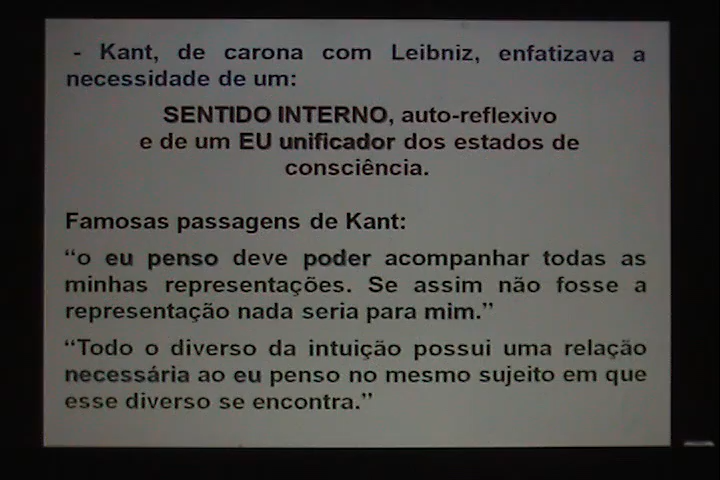 - Kant, de carona com Leibniz, enfatizava a
necessidade de um:
SENTIDO INTERNO, auto-reflexivo
e de um EU unificador dos estados de
consciência.
Famosas passagens de Kant:
“o eu penso deve poder acompanhar todas as
minhas representações. Se assim não fosse a
representação nada seria para mim.”
“Todo o diverso da intuição possui uma relação
necessária ao eu penso no mesmo sujeito em que
esse diverso se encontra.”